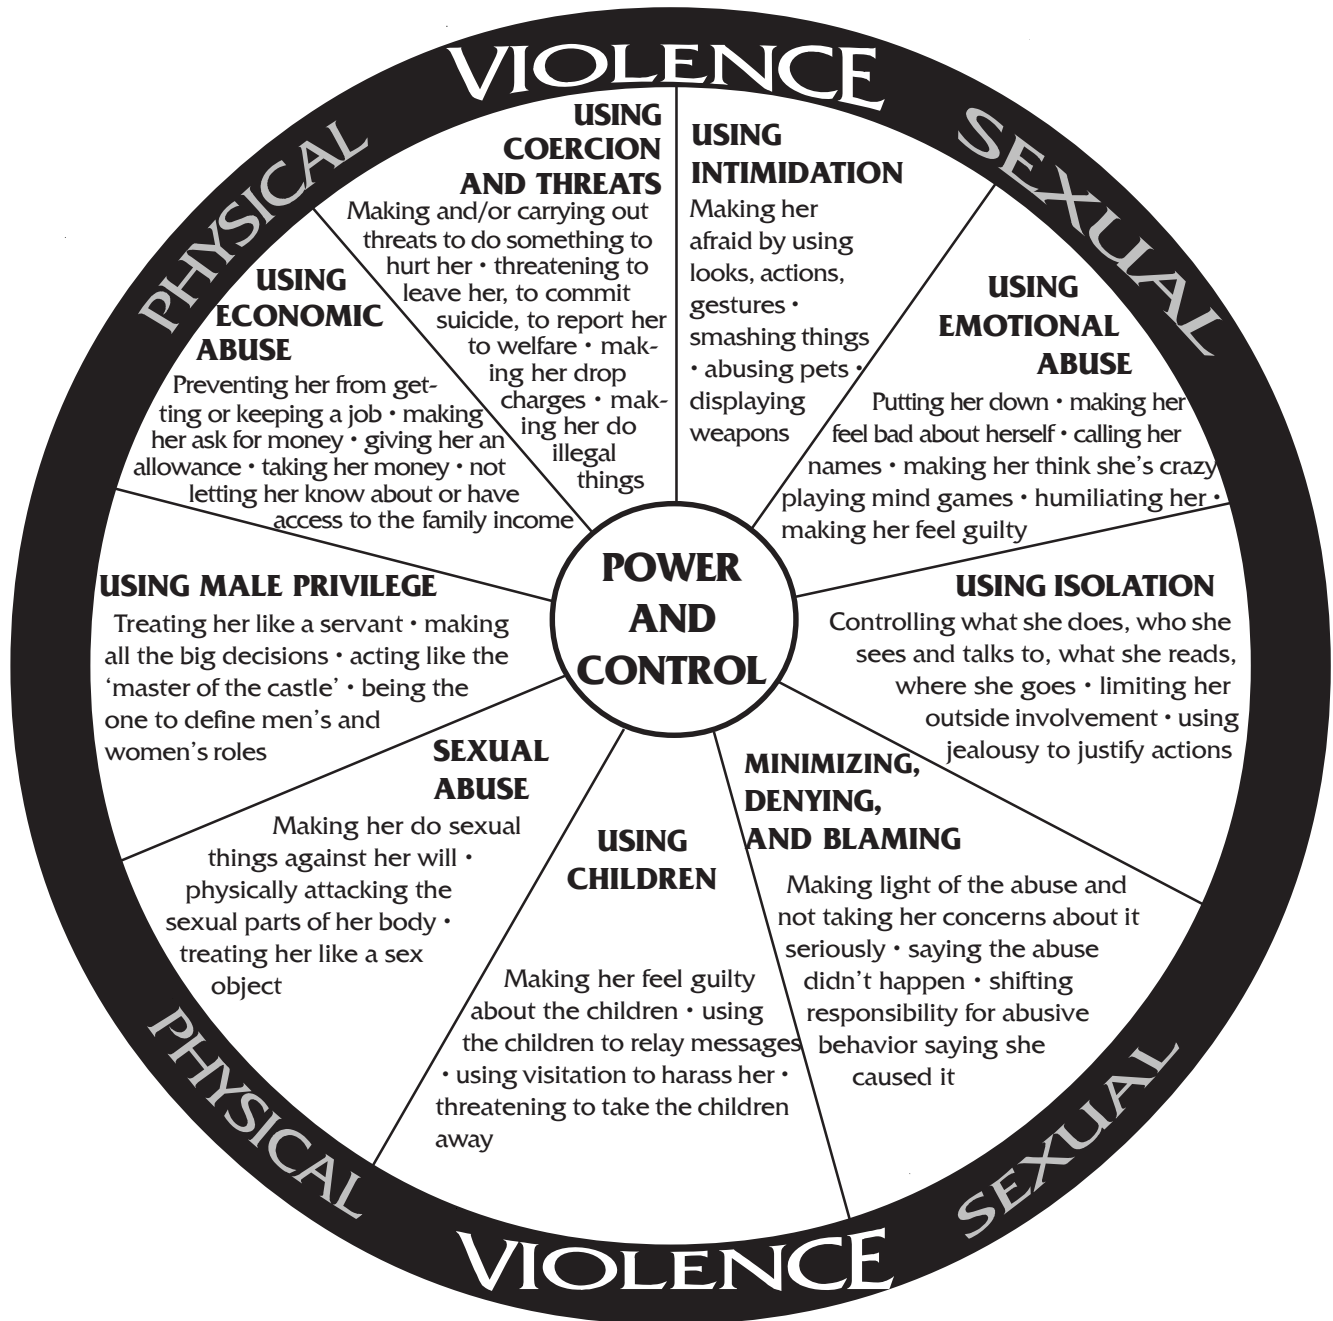 VIOLENCE
PHYSICAL
SEXUAL
USING
COERCION
AND THREATS
Making and/or carrying out
threats to do something to
hurt her • threatening to
leave her, to commit
suicide, to report her
to welfare • mak-
ing her drop
charges • mak-
ing her do
illegal
things
USING
INTIMIDATION
Making her
afraid by using
looks, actions,
gestures •
smashing things
• abusing pets •
displaying
weapons
USING
EMOTIONAL
ABUSE
Putting her down • making her
feel bad about herself • calling her
names • making her think she’s crazy
playing mind games • humiliating her •
making her feel guilty
USING ISOLATION
Controlling what she does, who she
sees and talks to, what she reads,
where she goes • limiting her
outside involvement • using
jealousy to justify actions
MINIMIZING,
DENYING,
AND BLAMING
Making light of the abuse and
not taking her concerns about it
seriously • saying the abuse
didn’t happen • shifting
responsibility for abusive
behavior saying she
caused it
USING
CHILDREN
Making her feel guilty
about the children • using
the children to relay messages
• using visitation to harass her •
threatening to take the children
away
SEXUAL
ABUSE
Making her do sexual
things against her will •
physically attacking the
sexual parts of her body •
treating her like a sex
object
USING MALE PRIVILEGE
Treating her like a servant • making
all the big decisions • acting like the
‘master of the castle’ • being the
one to define men’s and
women’s roles
USING
ECONOMIC
ABUSE
Preventing her from get-
ting or keeping a job • making
her ask for money • giving her an
allowance • taking her money • not
letting her know about or have
access to the family income
POWER
AND
CONTROL
PHYSICAL
SEXUAL
VIOLENCE